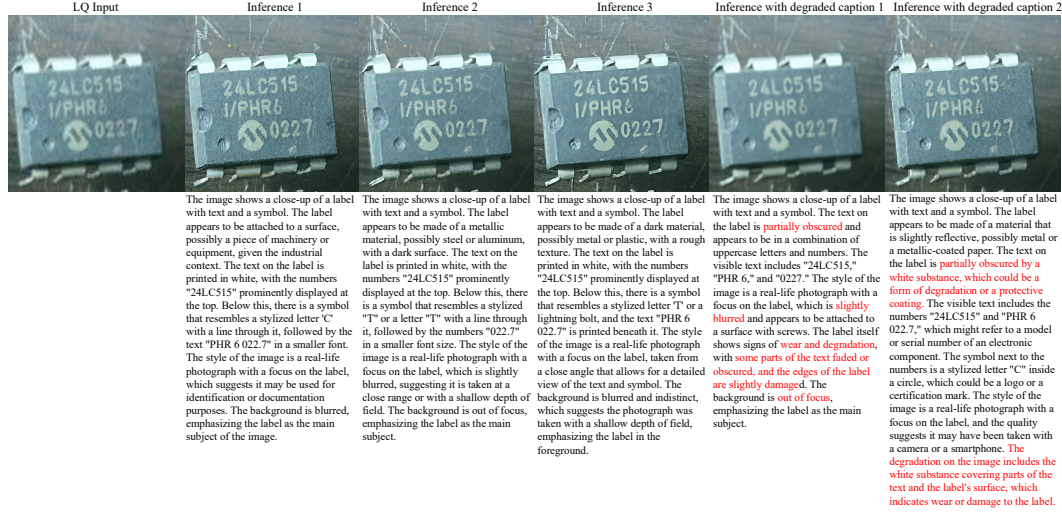 LQ Input
Inference 1
Inference 2
Inference 3
Inference with degraded caption 1
Inference with degraded caption 2
24LC515
I/PHR6
0227
24LC515
I/PHR6
0227
24LC515
I/PHR6
0227
24LC515
I/PHR6
0227
24LC515
I/PHR6
0227
24LC515
I/PHR6
0227
The image shows a close-up of a label
with text and a symbol. The label
appears to be attached to a surface,
possibly a piece of machinery or
equipment, given the industrial
context. The text on the label is
printed in white, with the numbers
"24LC515" prominently displayed at
the top. Below this, there is a symbol
that resembles a stylized letter 'C'
with a line through it, followed by the
text "PHR 6 022.7" in a smaller font.
The style of the image is a real-life
photograph with a focus on the label,
which suggests it may be used for
identification or documentation
purposes. The background is blurred,
emphasizing the label as the main
subject of the image.
The image shows a close-up of a label
with text and a symbol. The label
appears to be made of a metallic
material, possibly steel or aluminum,
with a dark surface. The text on the
label is printed in white, with the
numbers "24LC515" prominently
displayed at the top. Below this, there
is a symbol that resembles a stylized
"T" or a letter "T" with a line through
it, followed by the numbers "022.7"
in a smaller font size. The style of the
image is a real-life photograph with a
focus on the label, which is slightly
blurred, suggesting it is taken at a
close range or with a shallow depth of
field. The background is out of focus,
emphasizing the label as the main
subject.
The image shows a close-up of a label
with text and a symbol. The label
appears to be made of a dark material,
possibly metal or plastic, with a rough
texture. The text on the label is
printed in white, with the numbers
"24LC515" prominently displayed at
the top. Below this, there is a symbol
that resembles a stylized letter 'T' or a
lightning bolt, and the text "PHR 6
022.7" is printed beneath it. The style
of the image is a real-life photograph
with a focus on the label, taken from
a close angle that allows for a detailed
view of the text and symbol. The
background is blurred and indistinct,
which suggests the photograph was
taken with a shallow depth of field,
emphasizing the label in the
foreground.
The image shows a close-up of a label
with text and a symbol. The text on
the label is partially obscured and
appears to be in a combination of
uppercase letters and numbers. The
visible text includes "24LC515,"
"PHR 6," and "0227." The style of the
image is a real-life photograph with a
focus on the label, which is slightly
blurred and appears to be attached to
a surface with screws. The label itself
shows signs of wear and degradation,
with some parts of the text faded or
obscured, and the edges of the label
are slightly damaged. The
background is out of focus,
emphasizing the label as the main
subject.
The image shows a close-up of a label
with text and a symbol. The label
appears to be made of a material that
is slightly reflective, possibly metal or
a metallic-coated paper. The text on
the label is partially obscured by a
white substance, which could be a
form of degradation or a protective
coating. The visible text includes the
numbers "24LC515" and "PHR 6
022.7," which might refer to a model
or serial number of an electronic
component. The symbol next to the
numbers is a stylized letter "C" inside
a circle, which could be a logo or a
certification mark. The style of the
image is a real-life photograph with a
focus on the label, and the quality
suggests it may have been taken with
a camera or a smartphone. The
degradation on the image includes the
white substance covering parts of the
text and the label's surface, which
indicates wear or damage to the label.